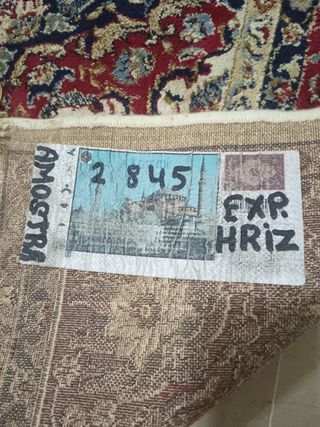 AMOSTRA
2 845
EXP.
HRIZ